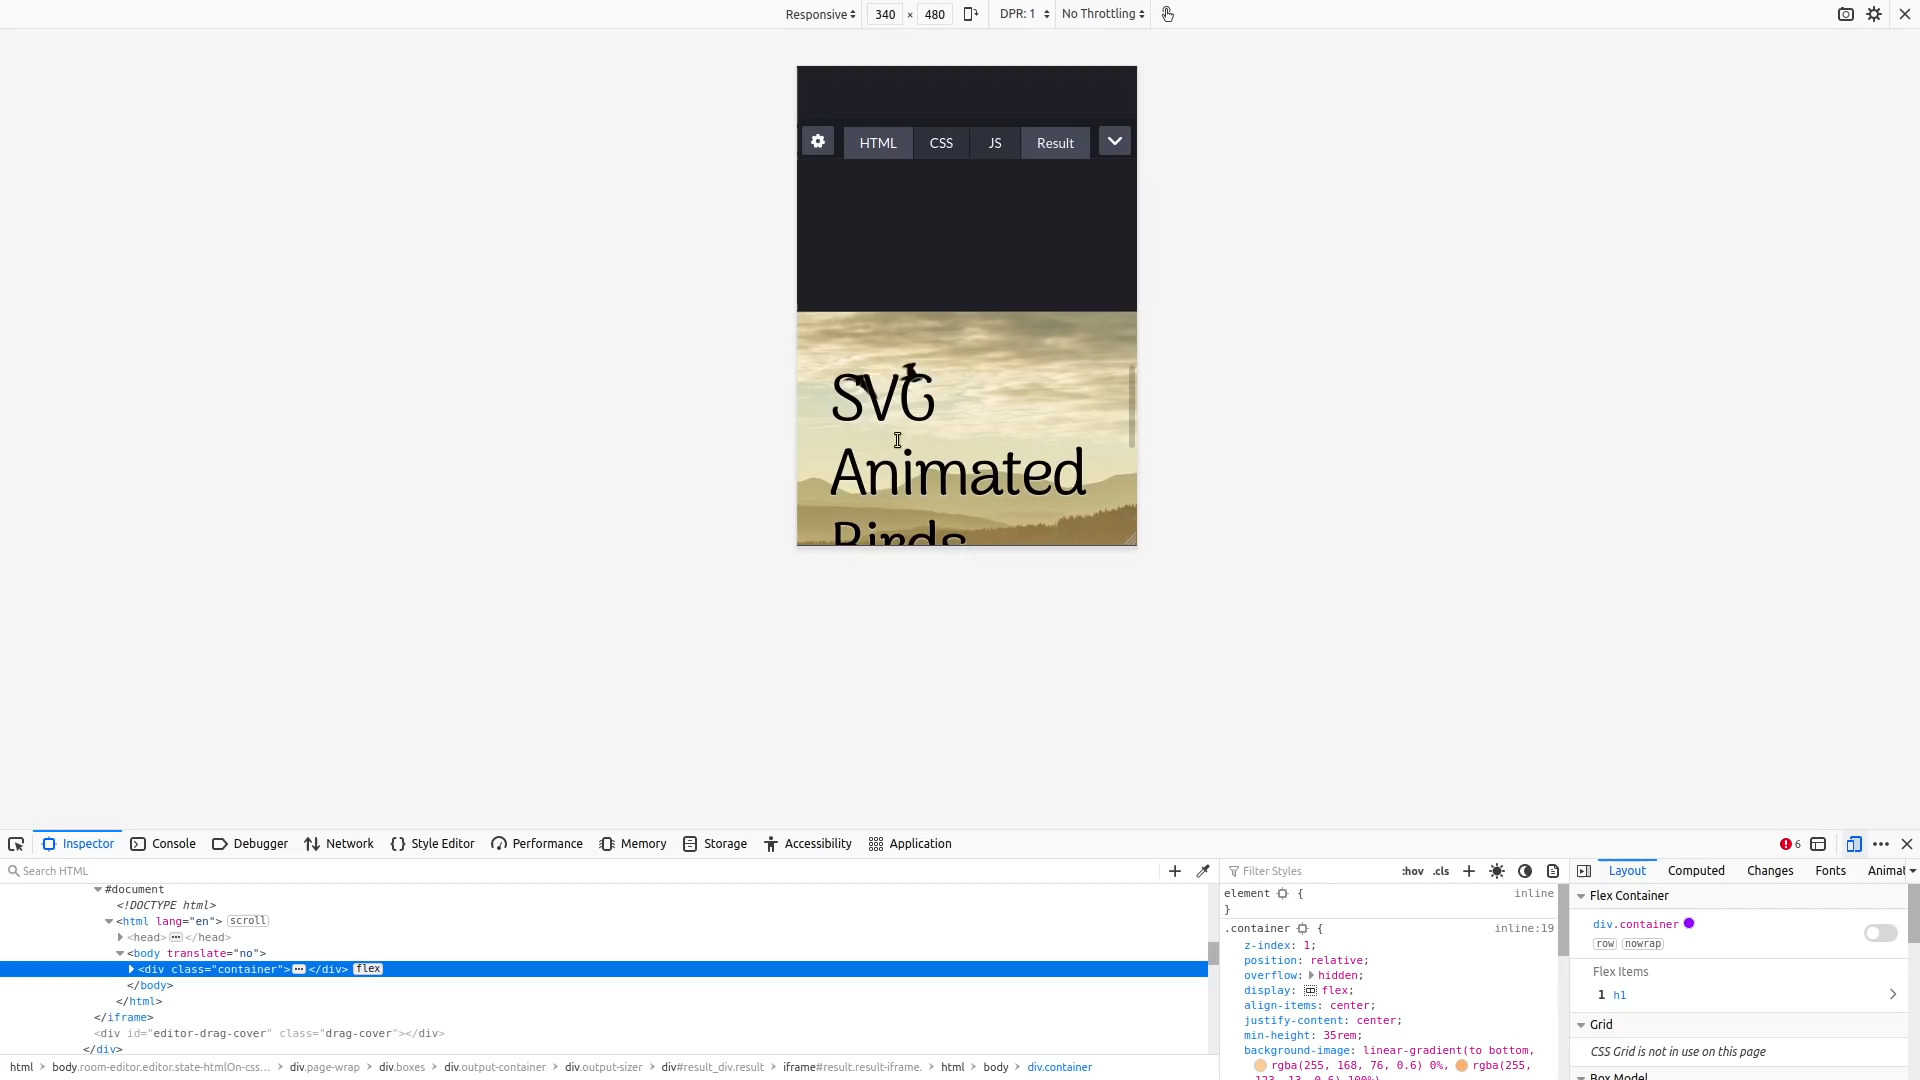 Responsive 340 × 480 DPR: 1 No Throttling
HTML CSS JS Result
SVG
Animated
Birds
Inspector Console Debugger Network Style Editor Performance Memory Storage Accessibility Application 6
Search HTML
#document
<!DOCTYPE html>
<html lang="en"> scroll
<head> </head>
<body translate="no">
<div class="container"> </div> flex
</body>
</html>
</iframe>
<div id="editor-drag-cover" class="drag-cover"></div>
</div>
html body.room-editor.editor.state-htmlOn-css... div.page-wrap div.boxes div.output-container div.output-sizer div#result_div.result iframe#result.result-iframe. html body div.container
Filter Styles :hov .cls
element { inline
}
.container { inline:19
z-index: 1;
position: relative;
overflow: hidden;
display: flex;
align-items: center;
justify-content: center;
min-height: 35rem;
background-image: linear-gradient(to bottom,
rgba(255, 168, 76, 0.6) 0%, rgba(255,
123, 13, 0.6) 100%)
Layout Computed Changes Fonts Animat
Flex Container
div.container
row nowrap
Flex Items
1 h1
Grid
CSS Grid is not in use on this page
Box Model